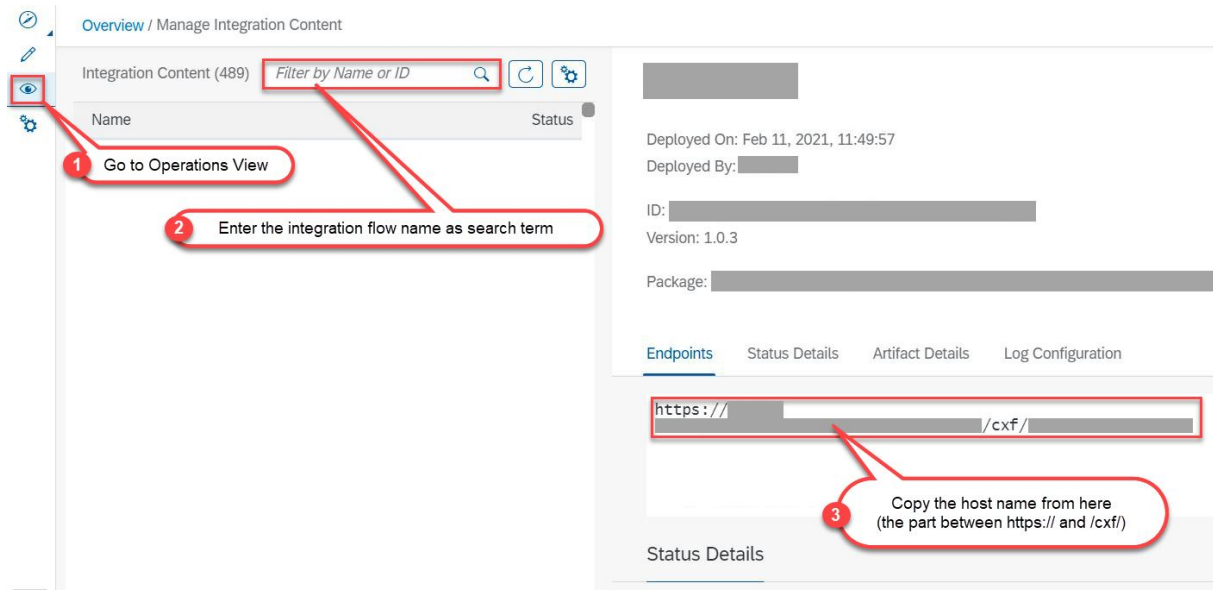 Overview / Manage Integration Content
Integration Content (489)
Filter by Name or ID
Name
Status
1
Go to Operations View
2
Enter the integration flow name as search term
Deployed On: Feb 11, 2021, 11:49:57
Deployed By:
ID:
Version: 1.0.3
Package:
Endpoints
Status Details
Artifact Details
Log Configuration
https://
/cxf/
3
Copy the host name from here
(the part between https:// and /cxf/)
Status Details